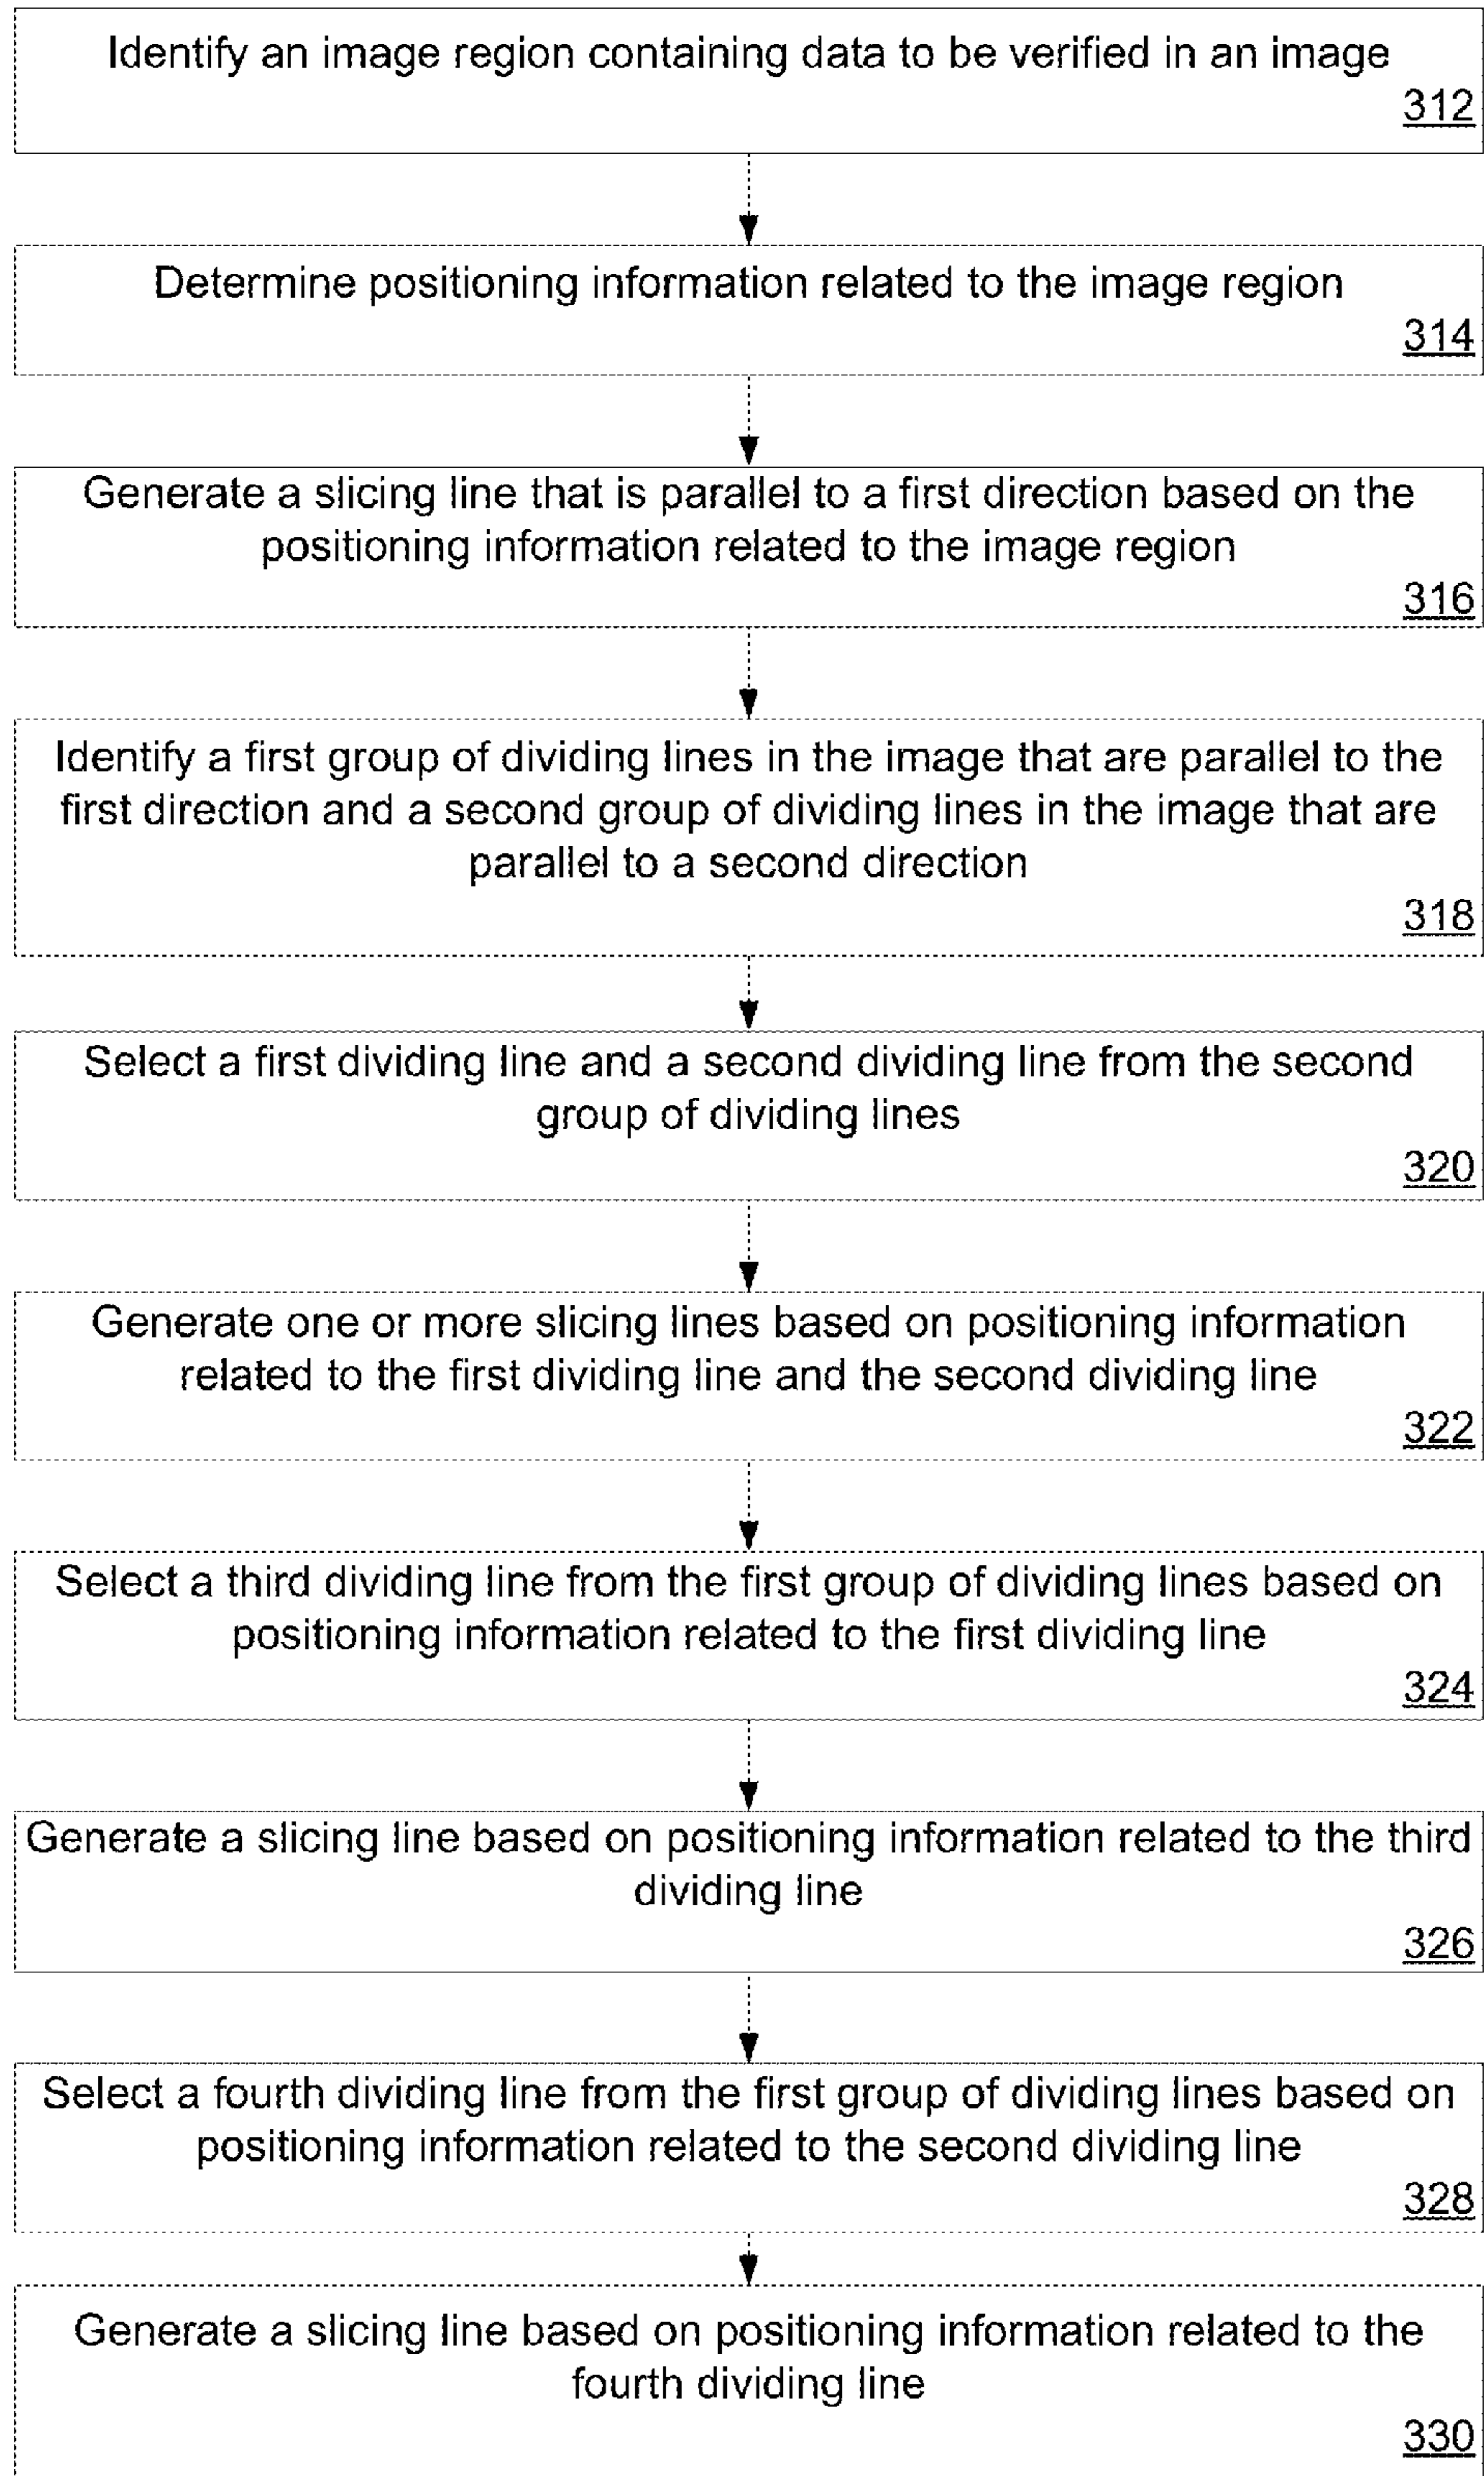 Identify an image region containing data to be verified in an image
312
Determine positioning information related to the image region
314
Generate a slicing line that is parallel to a first direction based on the
positioning information related to the image region
316
Identify a first group of dividing lines in the image that are parallel to the
first direction and a second group of dividing lines in the image that are
parallel to a second direction
318
Select a first dividing line and a second dividing line from the second
group of dividing lines
320
Generate one or more slicing lines based on positioning information
related to the first dividing line and the second dividing line
322
Select a third dividing line from the first group of dividing lines based on
positioning information related to the first dividing line
324
Generate a slicing line based on positioning information related to the third
dividing line
326
Select a fourth dividing line from the first group of dividing lines based on
positioning information related to the second dividing line
328
Generate a slicing line based on positioning information related to the
fourth dividing line
330